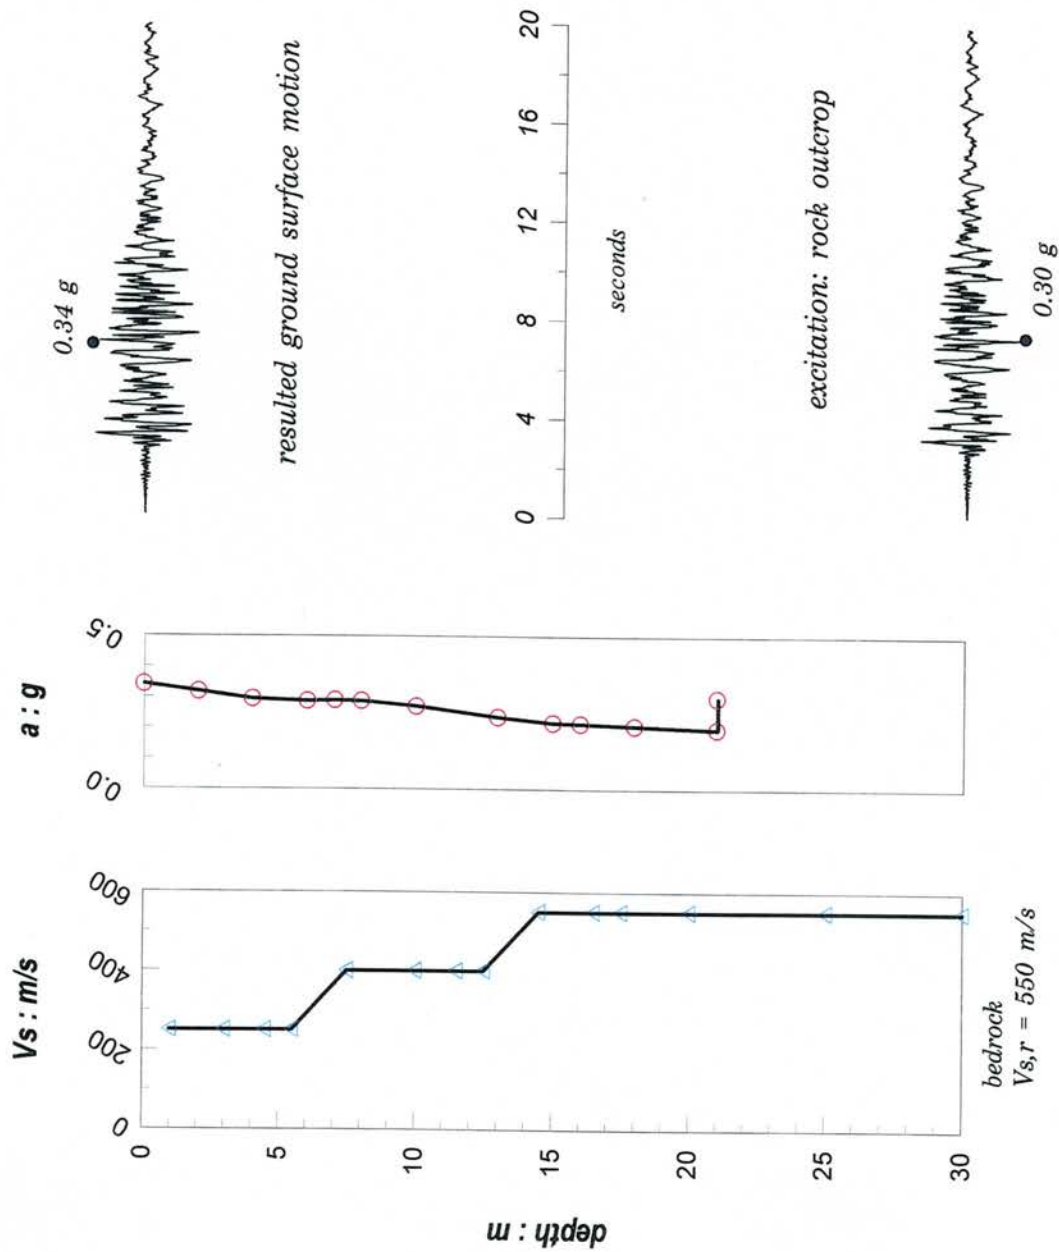 Vs : m/s
0
200
400
600
a : g
0.0
0.5
depth : m
0
5
10
15
20
25
30
bedrock
Vs,r = 550 m/s
0.34 g
resulted ground surface motion
0
4
8
12
16
20
seconds
excitation: rock outcrop
0.30 g